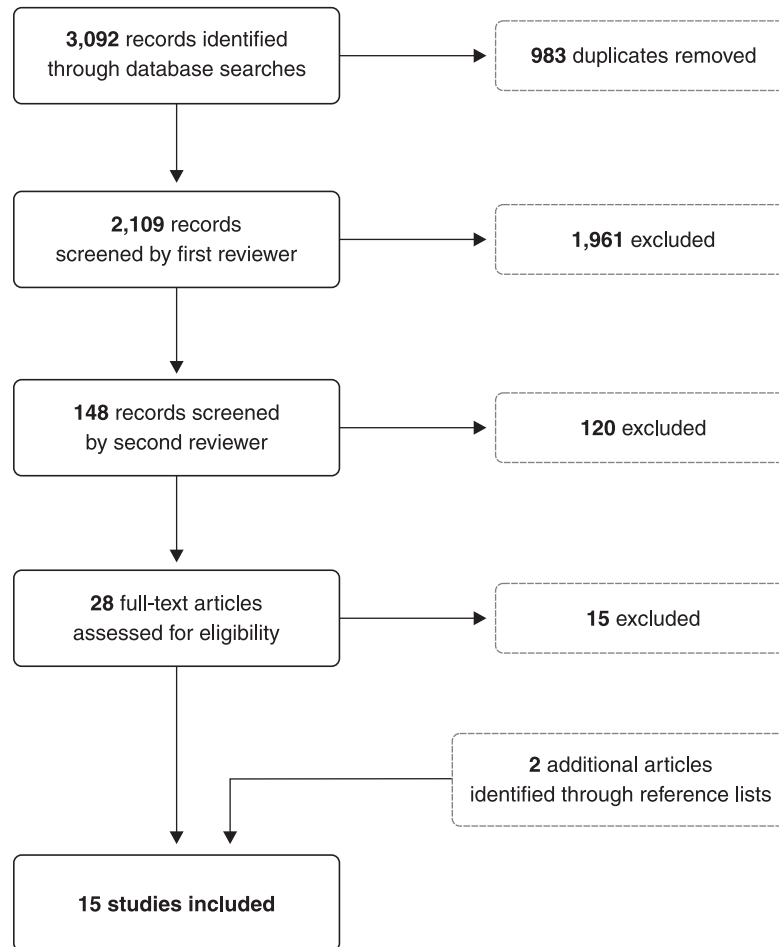 3,092 records identified
through database searches
983 duplicates removed
2,109 records
screened by first reviewer
1,961 excluded
148 records screened
by second reviewer
120 excluded
28 full-text articles
assessed for eligibility
15 excluded
2 additional articles
identified through reference lists
15 studies included